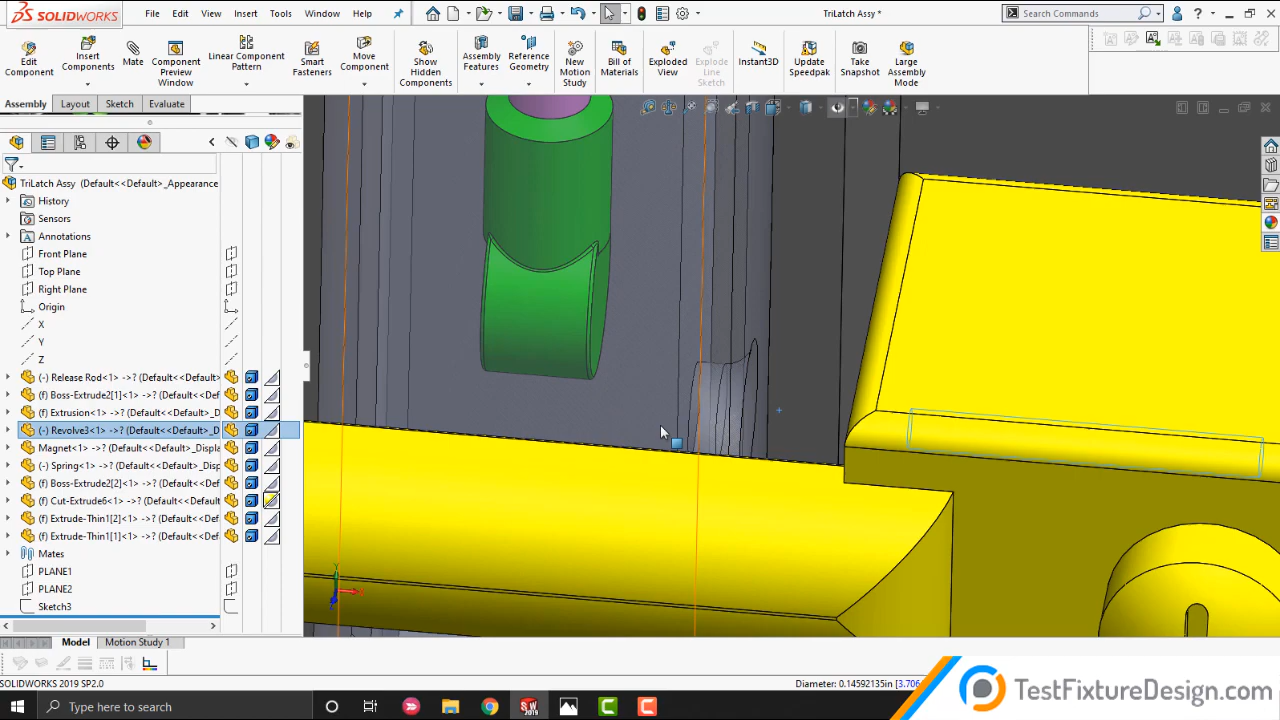 SOLIDWORKS File Edit View Insert Tools Window Help TriLatch Assy * Search Commands
Edit Component
Insert Components
Mate
Component Preview Window
Linear Component Pattern
Smart Fasteners
Move Component
Show Hidden Components
Assembly Features
Reference Geometry
New Motion Study
Bill of Materials
Exploded View
Explode Line Sketch
Instant3D
Update Speedpak
Take Snapshot
Large Assembly Mode
Assembly Layout Sketch Evaluate
TriLatch Assy (Default<<Default>_Appearance
History
Sensors
Annotations
Front Plane
Top Plane
Right Plane
Origin
X
Y
Z
(-) Release Rod<1> ->? (Default<<Default>
(f) Boss-Extrude2[1]<1> ->? (Default<<Def
(f) Extrusion<1> ->? (Default<<Default>_D
(-) Revolve3<1> ->? (Default<<Default>_D
Magnet<1> ->? (Default<<Default>_Displa
(-) Spring<1> ->? (Default<<Default>_Disp
(f) Boss-Extrude2[2]<1> ->? (Default<<Def
(f) Cut-Extrude6<1> ->? (Default<<Default
(f) Extrude-Thin1[2]<1> ->? (Default<<Def
(f) Extrude-Thin1[1]<1> ->? (Default<<Def
Mates
PLANE1
PLANE2
Sketch3
Model Motion Study 1
SOLIDWORKS 2019 SP2.0 Diameter: 0.14592135in [3.706
Type here to search
TestFixtureDesign.com